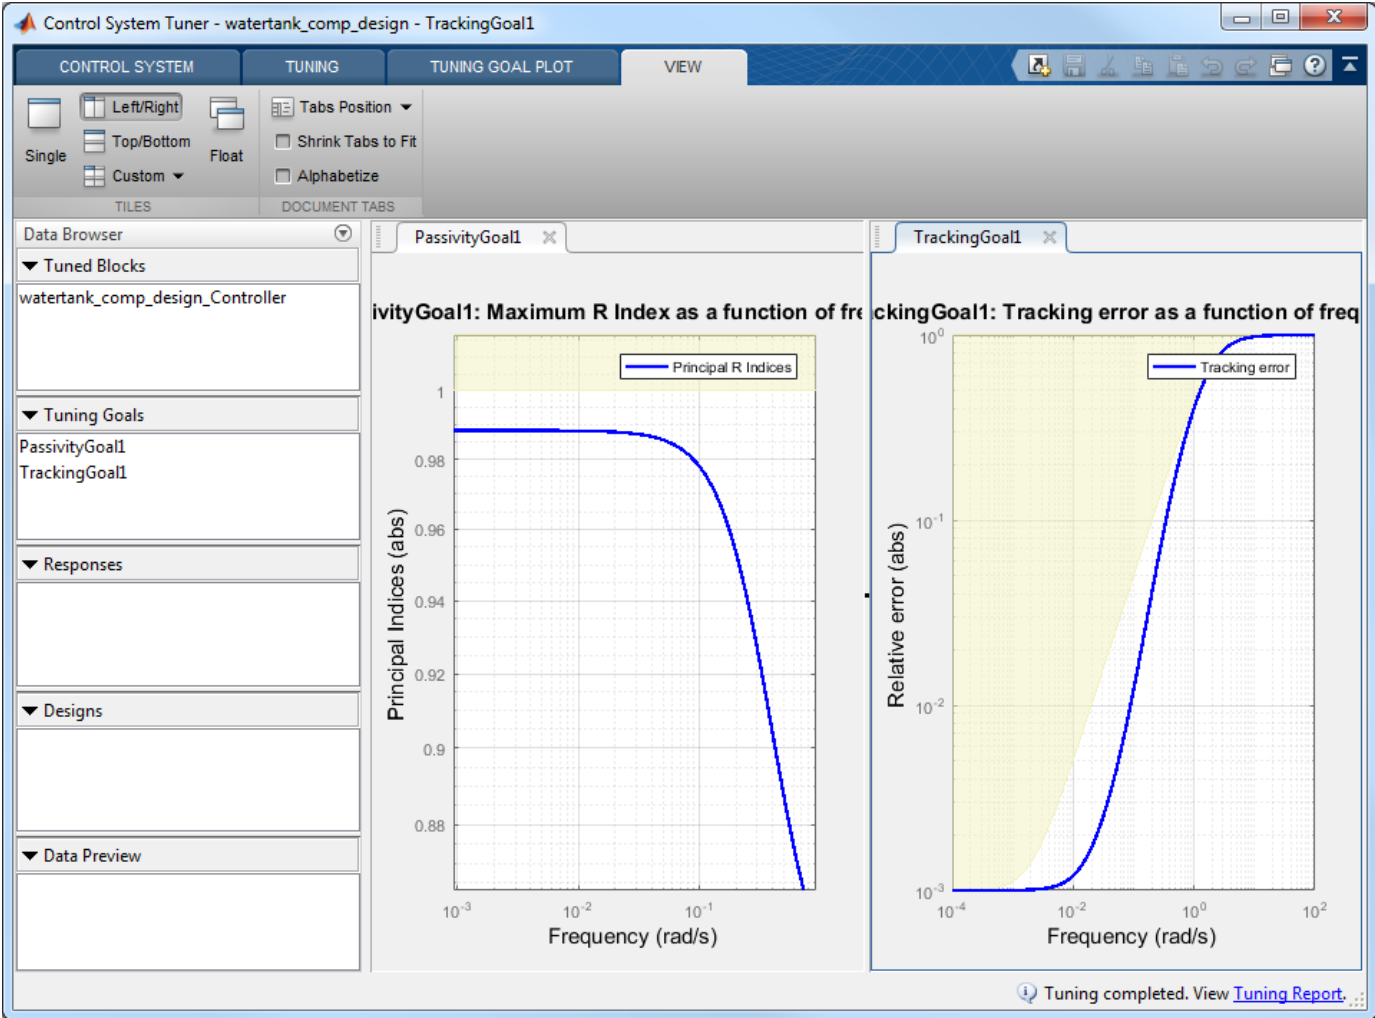 Control System Tuner - watertank_comp_design - TrackingGoal1
CONTROL SYSTEM
TUNING
TUNING GOAL PLOT
VIEW
Single
Left/Right
Top/Bottom
Custom
Float
TILES
Tabs Position
Shrink Tabs to Fit
Alphabetize
DOCUMENT TABS
Data Browser
Tuned Blocks
watertank_comp_design_Controller
Tuning Goals
PassivityGoal1
TrackingGoal1
Responses
Designs
Data Preview
PassivityGoal1
ivityGoal1: Maximum R Index as a function of fre
Principal R Indices
Principal Indices (abs)
1
0.98
0.96
0.94
0.92
0.9
0.88
10^-3 10^-2 10^-1
Frequency (rad/s)
TrackingGoal1
ckingGoal1: Tracking error as a function of freq
Tracking error
Relative error (abs)
10^0
10^-1
10^-2
10^-3
10^-4 10^-2 10^0 10^2
Frequency (rad/s)
Tuning completed. View Tuning Report.